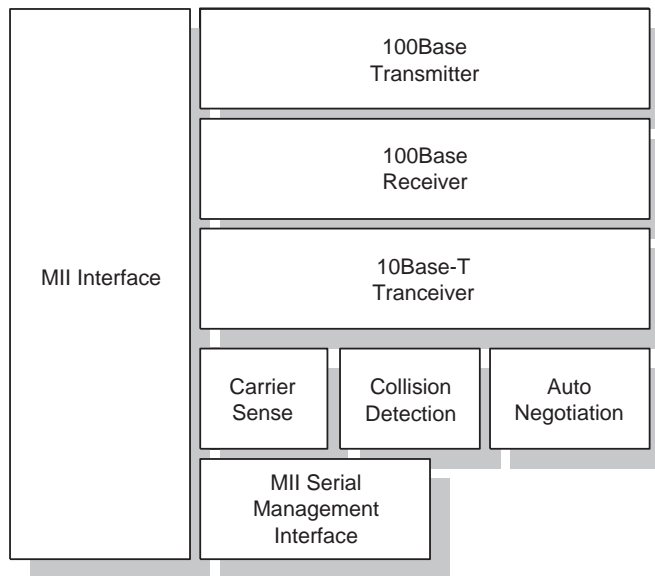 MII Interface
100Base
Transmitter
100Base
Receiver
10Base-T
Tranceiver
Carrier
Sense
Collision
Detection
Auto
Negotiation
MII Serial
Management
Interface